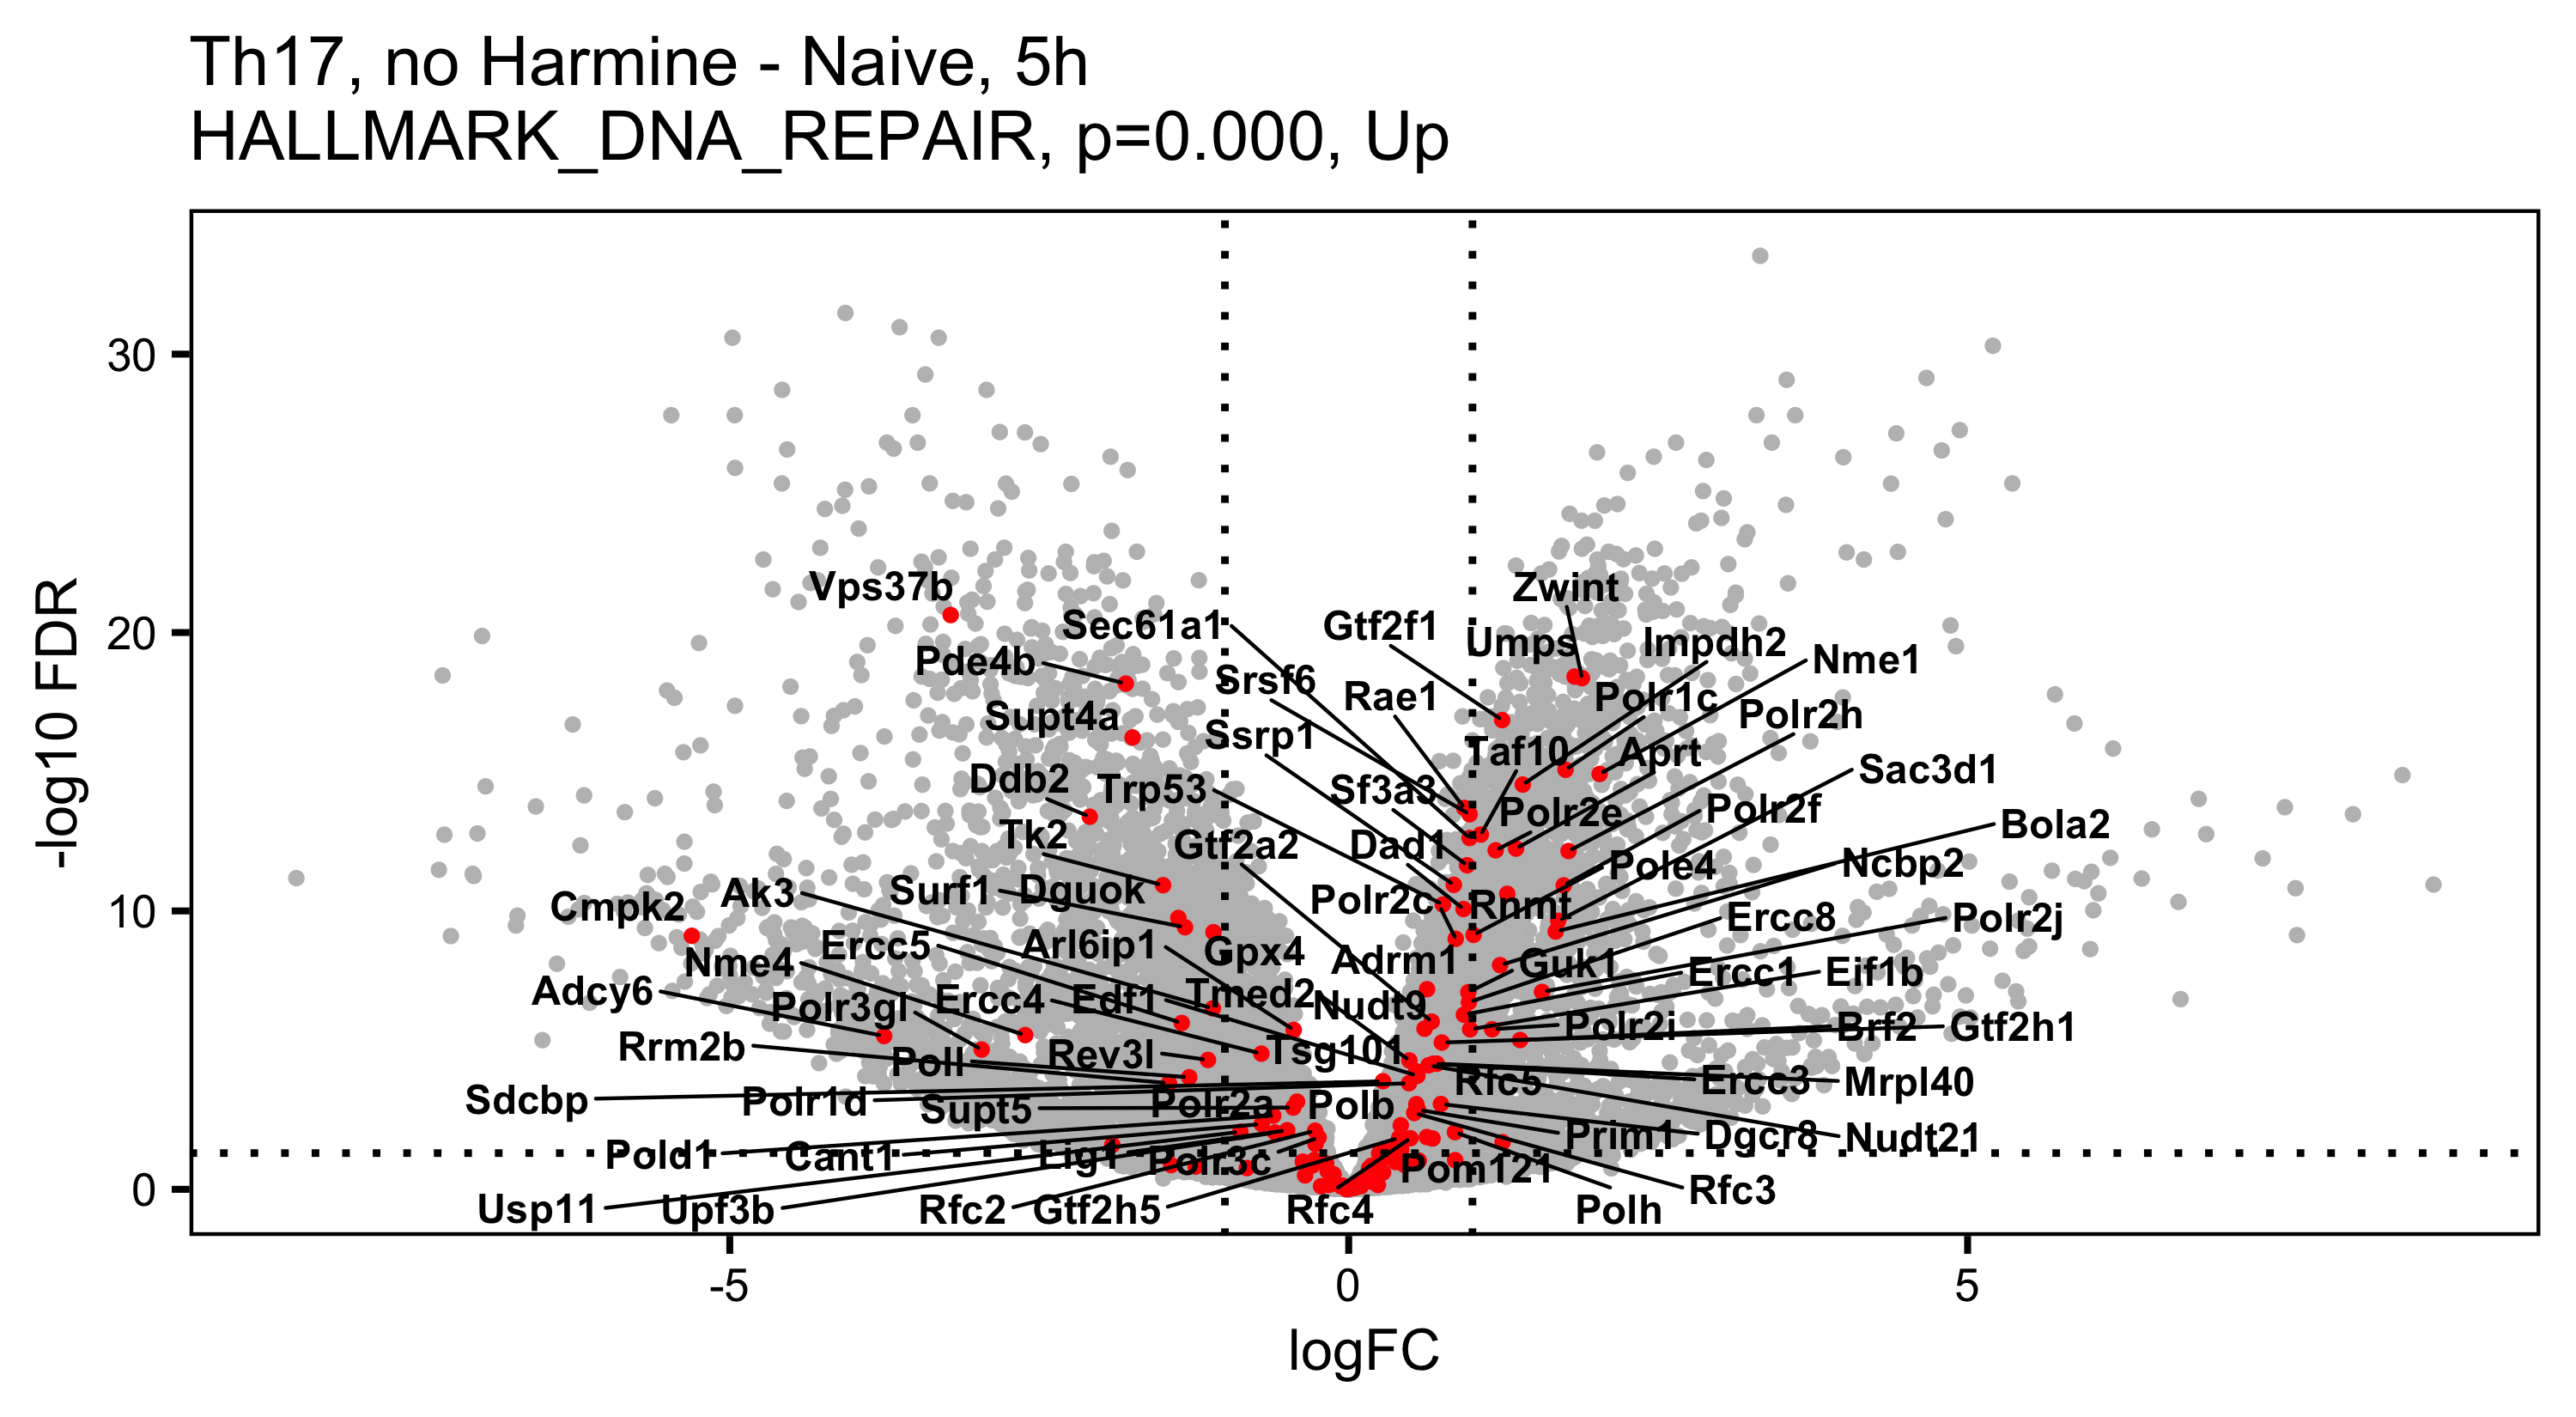 Th17, no Harmine - Naive, 5h
HALLMARK_DNA_REPAIR, p=0.000, Up
30
20
10
0
-log10 FDR
-5
0
5
logFC
Vps37b
Zwint
Sec61a1
Gtf2f1
Umps
Impdh2
Nme1
Pde4b
Srsf6
Rae1
Polr1c
Polr2h
Supt4a
Ssrp1
Taf10
Aprt
Sac3d1
Ddb2
Trp53
Sf3a3
Polr2e
Polr2f
Bola2
Tk2
Gtf2a2
Dad1
Pole4
Ncbp2
Cmpk2
Ak3
Surf1
Dguok
Polr2c
Rnmt
Ercc8
Polr2j
Nme4
Ercc5
Arl6ip1
Gpx4
Adrm1
Guk1
Ercc1
Eif1b
Adcy6
Polr3gl
Ercc4
Edf1
Tmed2
Nudt9
Polr2i
Brf2
Gtf2h1
Rrm2b
Poll
Rev3l
Tsg101
Rfc5
Ercc3
Mrpl40
Sdcbp
Polr1d
Supt5
Polr2a
Polb
Prim1
Dgcr8
Nudt21
Pold1
Cant1
Lig1
Polr3c
Pom121
Rfc3
Usp11
Upf3b
Rfc2
Gtf2h5
Rfc4
Polh